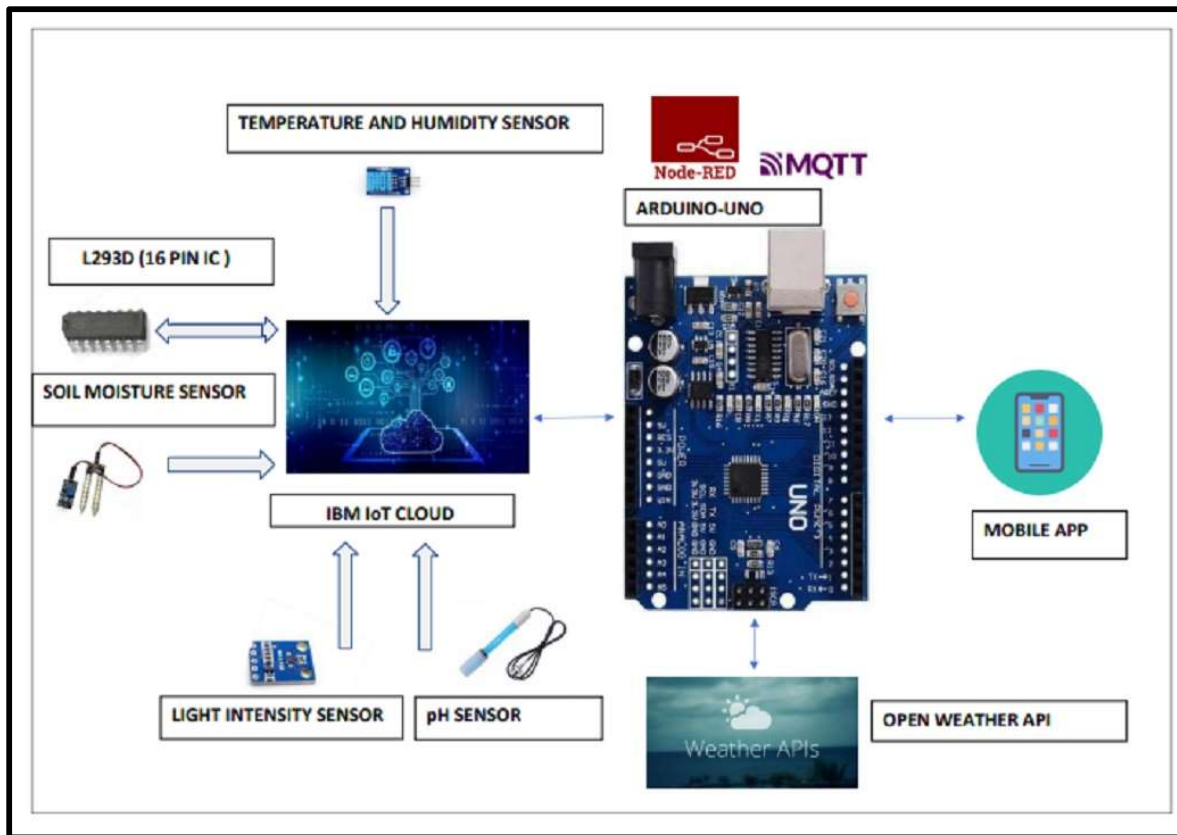 TEMPERATURE AND HUMIDITY SENSOR
Node-RED
MQTT
ARDUINO-UNO
L293D (16 PIN IC )
SOIL MOISTURE SENSOR
IBM IoT CLOUD
MOBILE APP
LIGHT INTENSITY SENSOR
pH SENSOR
Weather APIs
OPEN WEATHER API
UNO
POWER